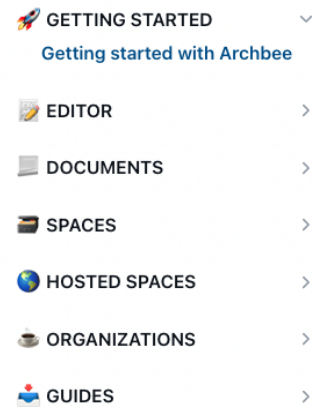 GETTING STARTED
Getting started with Archbee
EDITOR
DOCUMENTS
SPACES
HOSTED SPACES
ORGANIZATIONS
GUIDES